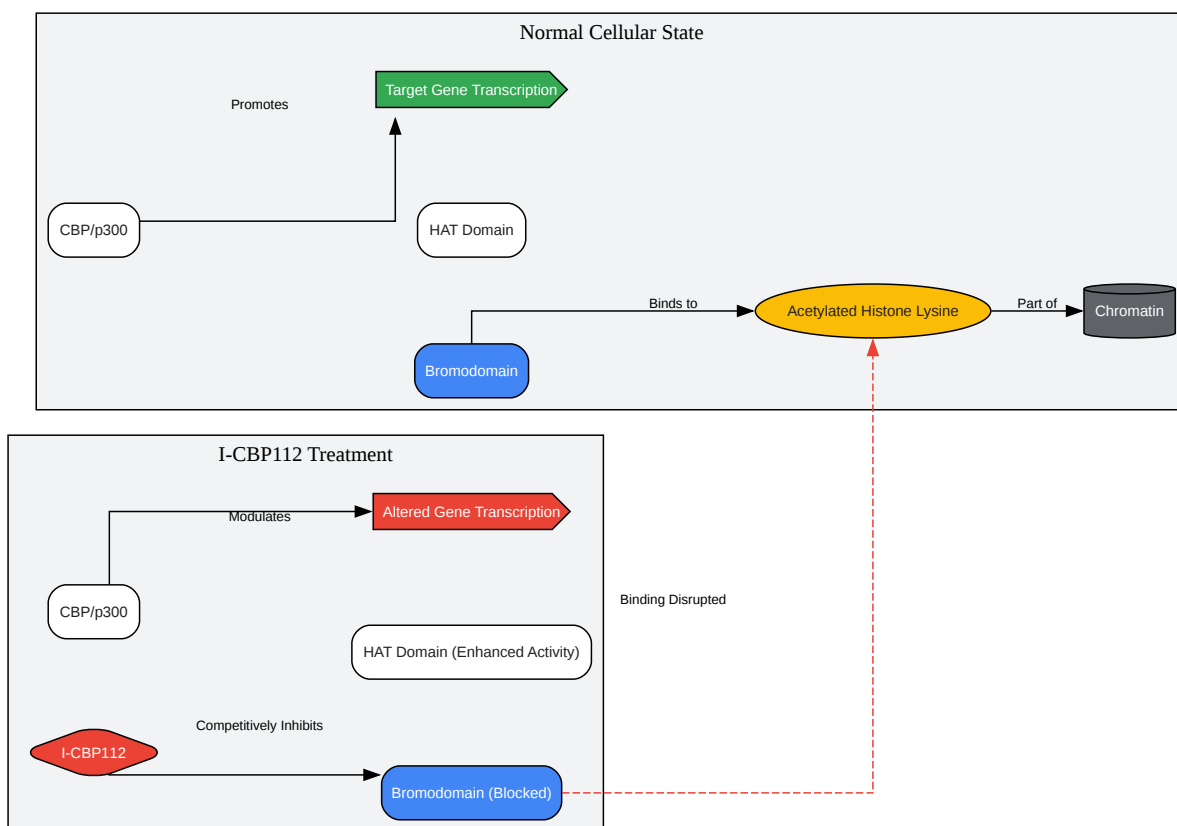 Normal Cellular State
Target Gene Transcription
Promotes
CBP/p300
HAT Domain
Binds to
Acetylated Histone Lysine
Part of
Chromatin
Bromodomain
I-CBP112 Treatment
Altered Gene Transcription
Modulates
CBP/p300
Binding Disrupted
HAT Domain (Enhanced Activity)
Competitively Inhibits
I-CBP112
Bromodomain (Blocked)